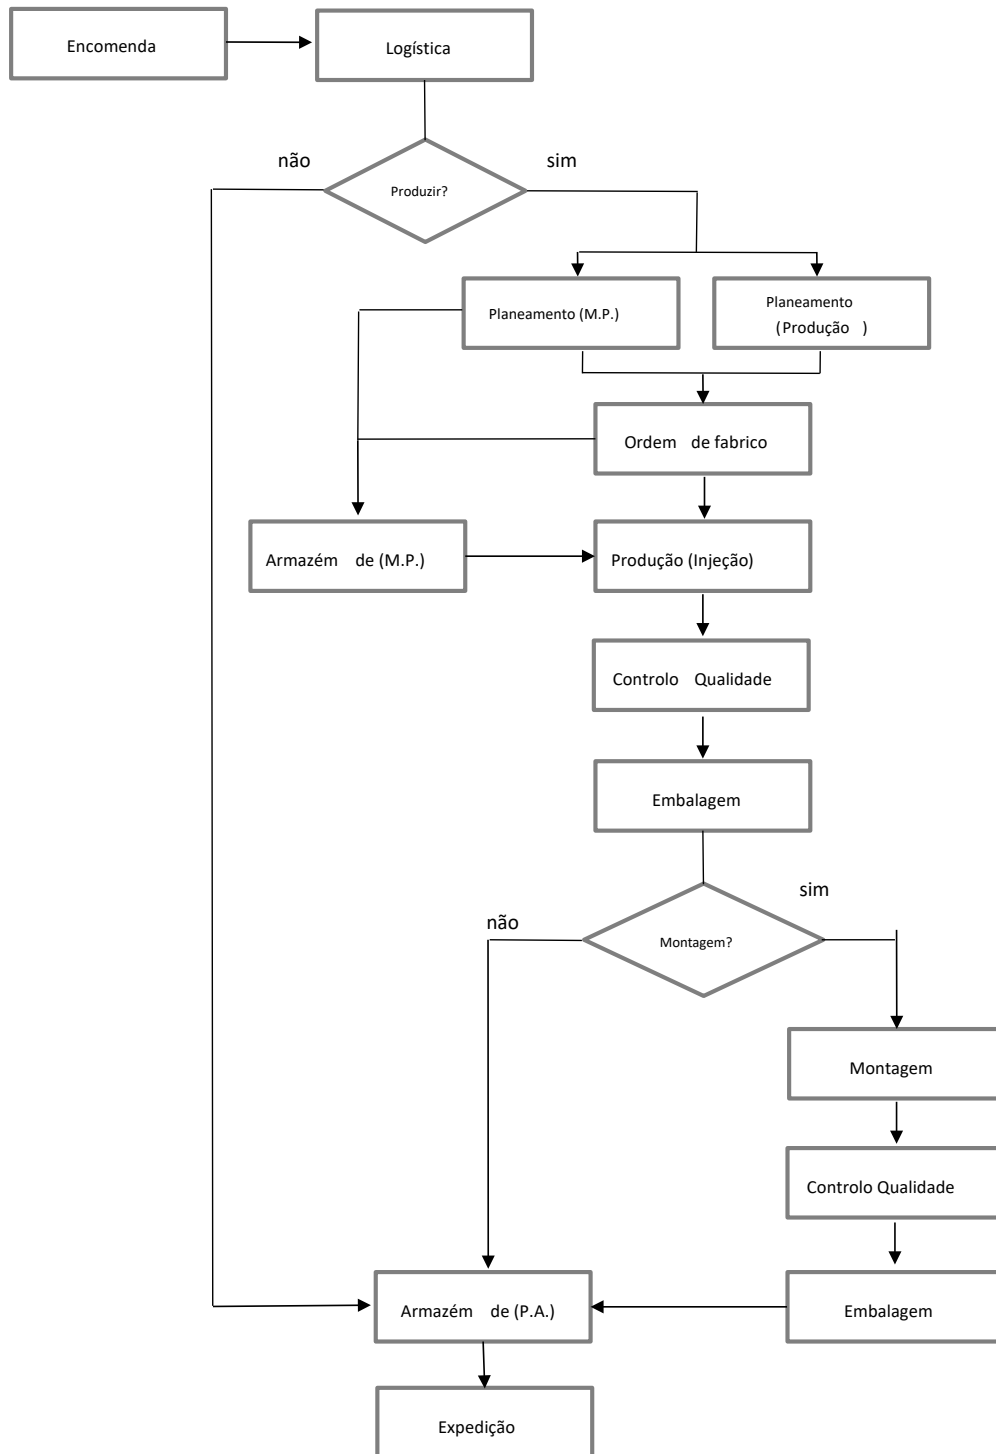 Encomenda
Logística
não
sim
Produzir?
Planeamento (M.P.)
Planeamento
(Produção )
Ordem de fabrico
Armazém de (M.P.)
Produção (Injeção)
Controlo Qualidade
Embalagem
sim
não
Montagem?
Montagem
Controlo Qualidade
Armazém de (P.A.)
Embalagem
Expedição